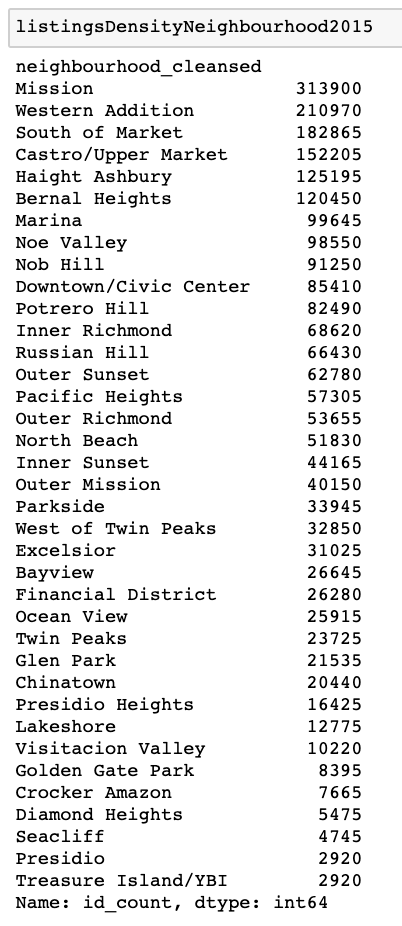 listingsDensityNeighbourhood2015
neighbourhood_cleansed
Mission 313900
Western Addition 210970
South of Market 182865
Castro/Upper Market 152205
Haight Ashbury 125195
Bernal Heights 120450
Marina 99645
Noe Valley 98550
Nob Hill 91250
Downtown/Civic Center 85410
Potrero Hill 82490
Inner Richmond 68620
Russian Hill 66430
Outer Sunset 62780
Pacific Heights 57305
Outer Richmond 53655
North Beach 51830
Inner Sunset 44165
Outer Mission 40150
Parkside 33945
West of Twin Peaks 32850
Excelsior 31025
Bayview 26645
Financial District 26280
Ocean View 25915
Twin Peaks 23725
Glen Park 21535
Chinatown 20440
Presidio Heights 16425
Lakeshore 12775
Visitacion Valley 10220
Golden Gate Park 8395
Crocker Amazon 7665
Diamond Heights 5475
Seacliff 4745
Presidio 2920
Treasure Island/YBI 2920
Name: id_count, dtype: int64